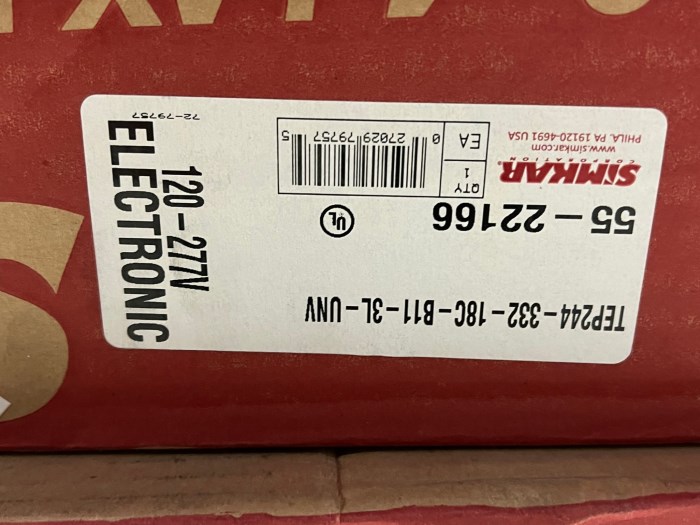 SIMKAR
CORPORATION
www.simkar.com
PHILA, PA 19120-4691 USA
QTY
1
EA
0 27029 79757 5
55-22166
UL
TEP244-332-18C-B11-3L-UNV
120-277V
ELECTRONIC
72-79757